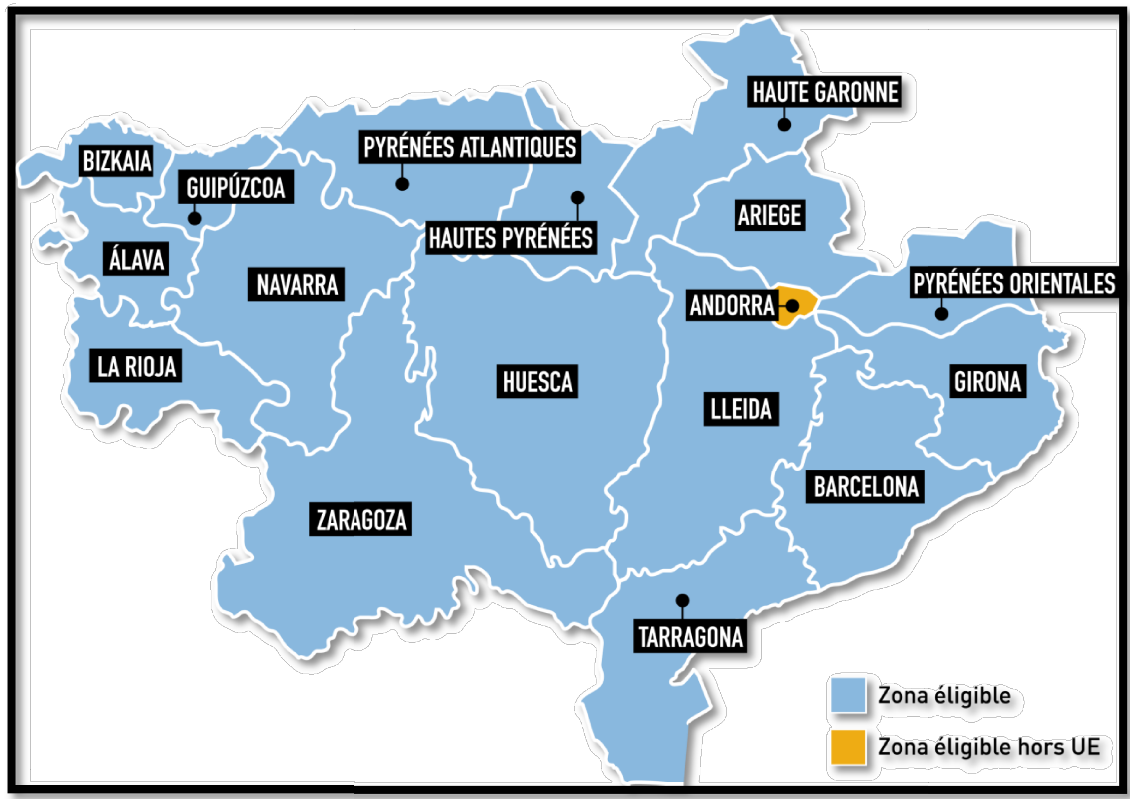 HAUTE GARONNE
PYRÉNÉES ATLANTIQUES
BIZKAIA
GUIPÚZCOA
ARIEGE
HAUTES PYRÉNÉES
ÁLAVA
NAVARRA
PYRÉNÉES ORIENTALES
ANDORRA
LA RIOJA
HUESCA
GIRONA
LLEIDA
BARCELONA
ZARAGOZA
TARRAGONA
Zona éligible
Zona éligible hors UE